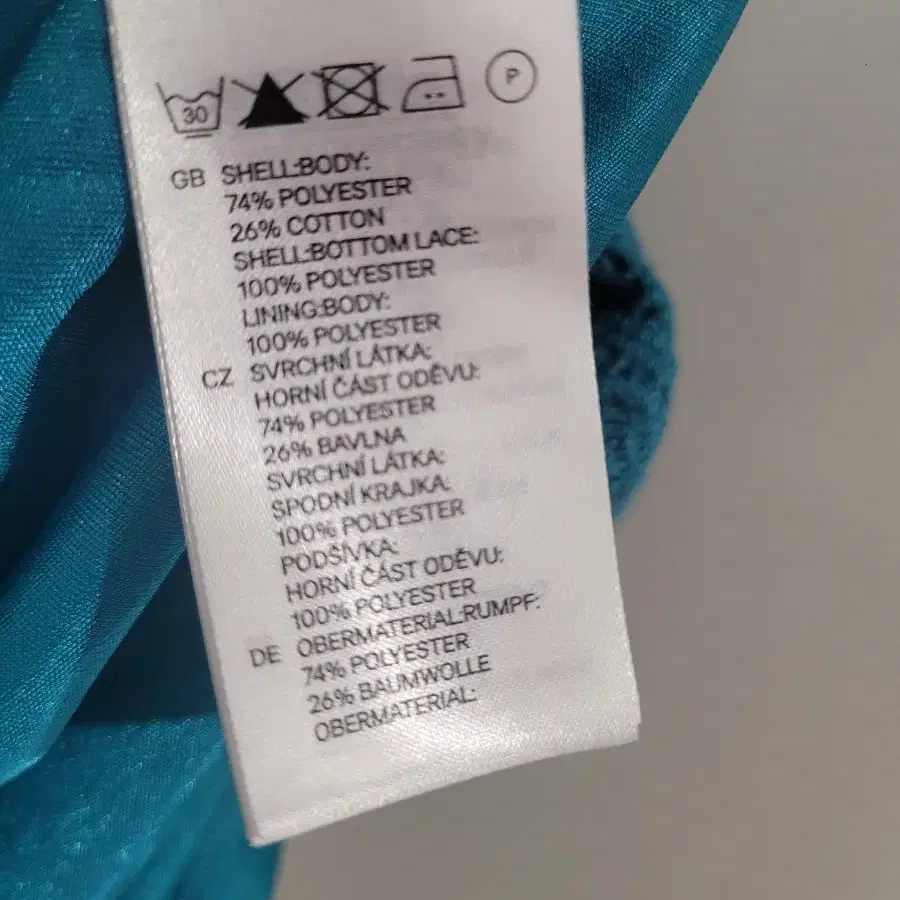 30
P
GB SHELL:BODY:
74% POLYESTER
26% COTTON
SHELL:BOTTOM LACE:
100% POLYESTER
LINING:BODY:
100% POLYESTER
CZ SVRCHNÍ LÁTKA:
HORNÍ ČÁST ODĚVU:
74% POLYESTER
26% BAVLNA
SVRCHNÍ LÁTKA:
SPODNÍ KRAJKA:
100% POLYESTER
PODŠÍVKA:
HORNÍ ČÁST ODĚVU:
100% POLYESTER
DE OBERMATERIAL:RUMPF:
74% POLYESTER
26% BAUMWOLLE
OBERMATERIAL: